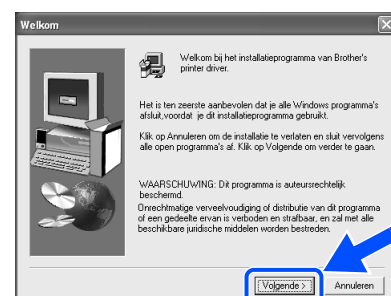 Welkom
Welkom bij het installatieprogramma van Brother's
printer driver.
Het is ten zeerste aanbevolen dat je alle Windows programma's
afsluit,voordat je dit installatieprogramma gebruikt.
Klik op Annuleren om de installatie te verlaten en sluit vervolgens
alle open programma's af. Klik op Volgende om verder te gaan.
WAARSCHUWING: Dit programma is auteursrechtelijk
beschermd.
Onrechtmatige verveelvoudiging of distributie van dit programma
of een gedeelte ervan is verboden en strafbaar, en zal met alle
beschikbare juridische middelen worden bestreden.
Volgende > Annuleren